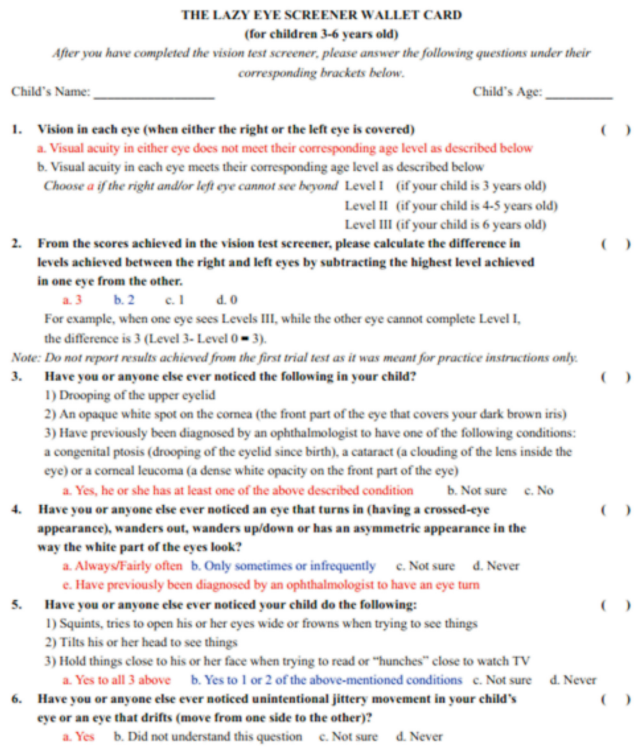 THE LAZY EYE SCREENER WALLET CARD
(for children 3-6 years old)
After you have completed the vision test screener, please answer the following questions under their
corresponding brackets below.
Child's Name: ________________ Child's Age: _________
1. Vision in each eye (when either the right or the left eye is covered) ( )
a. Visual acuity in either eye does not meet their corresponding age level as described below
b. Visual acuity in each eye meets their corresponding age level as described below
Choose a if the right and/or left eye cannot see beyond Level I (if your child is 3 years old)
Level II (if your child is 4-5 years old)
Level III (if your child is 6 years old)
2. From the scores achieved in the vision test screener, please calculate the difference in ( )
levels achieved between the right and left eyes by subtracting the highest level achieved
in one eye from the other.
a. 3 b. 2 c. 1 d. 0
For example, when one eye sees Levels III, while the other eye cannot complete Level I,
the difference is 3 (Level 3- Level 0 = 3).
Note: Do not report results achieved from the first trial test as it was meant for practice instructions only.
3. Have you or anyone else ever noticed the following in your child? ( )
1) Drooping of the upper eyelid
2) An opaque white spot on the cornea (the front part of the eye that covers your dark brown iris)
3) Have previously been diagnosed by an ophthalmologist to have one of the following conditions:
a congenital ptosis (drooping of the eyelid since birth), a cataract (a clouding of the lens inside the
eye) or a corneal leucoma (a dense white opacity on the front part of the eye)
a. Yes, he or she has at least one of the above described condition b. Not sure c. No
4. Have you or anyone else ever noticed an eye that turns in (having a crossed-eye ( )
appearance), wanders out, wanders up/down or has an asymmetric appearance in the
way the white part of the eyes look?
a. Always/Fairly often b. Only sometimes or infrequently c. Not sure d. Never
e. Have previously been diagnosed by an ophthalmologist to have an eye turn
5. Have you or anyone else ever noticed your child do the following: ( )
1) Squints, tries to open his or her eyes wide or frowns when trying to see things
2) Tilts his or her head to see things
3) Hold things close to his or her face when trying to read or "hunches" close to watch TV
a. Yes to all 3 above b. Yes to 1 or 2 of the above-mentioned conditions c. Not sure d. Never
6. Have you or anyone else ever noticed unintentional jittery movement in your child's ( )
eye or an eye that drifts (move from one side to the other)?
a. Yes b. Did not understand this question c. Not sure d. Never